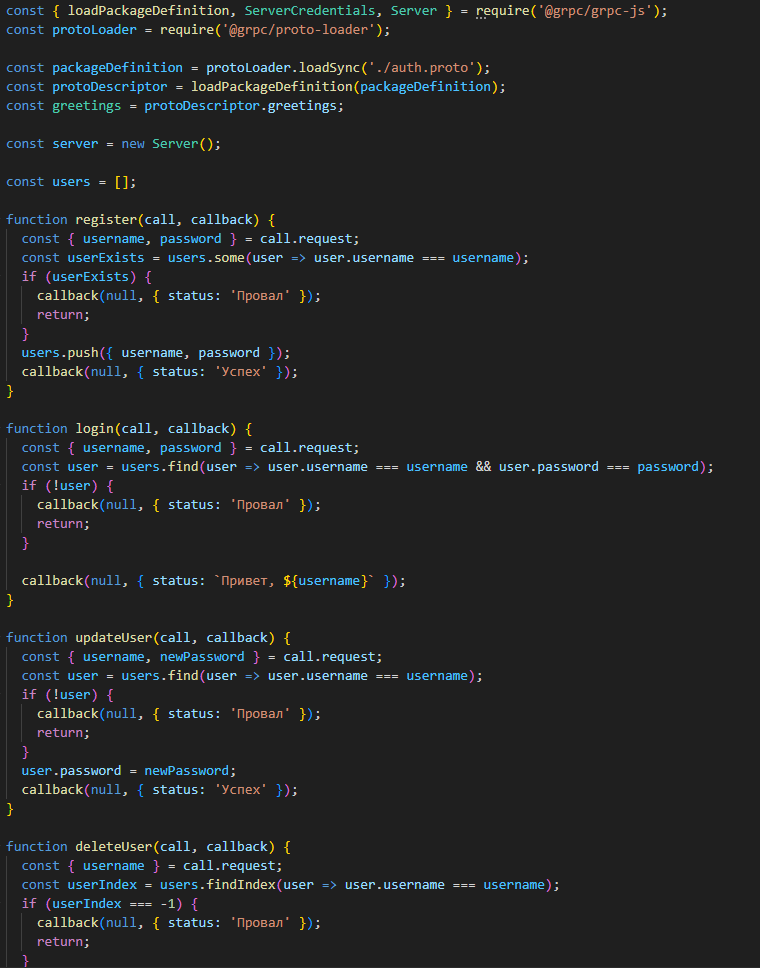 const { loadPackageDefinition, ServerCredentials, Server } = require('@grpc/grpc-js');
const protoLoader = require('@grpc/proto-loader');
const packageDefinition = protoLoader.loadSync('./auth.proto');
const protoDescriptor = loadPackageDefinition(packageDefinition);
const greetings = protoDescriptor.greetings;
const server = new Server();
const users = [];
function register(call, callback) {
const { username, password } = call.request;
const userExists = users.some(user => user.username === username);
if (userExists) {
callback(null, { status: 'Провал' });
return;
}
users.push({ username, password });
callback(null, { status: 'Успех' });
}
function login(call, callback) {
const { username, password } = call.request;
const user = users.find(user => user.username === username && user.password === password);
if (!user) {
callback(null, { status: 'Провал' });
return;
}
callback(null, { status: `Привет, ${username}` });
}
function updateUser(call, callback) {
const { username, newPassword } = call.request;
const user = users.find(user => user.username === username);
if (!user) {
callback(null, { status: 'Провал' });
return;
}
user.password = newPassword;
callback(null, { status: 'Успех' });
}
function deleteUser(call, callback) {
const { username } = call.request;
const userIndex = users.findIndex(user => user.username === username);
if (userIndex === -1) {
callback(null, { status: 'Провал' });
return;
}